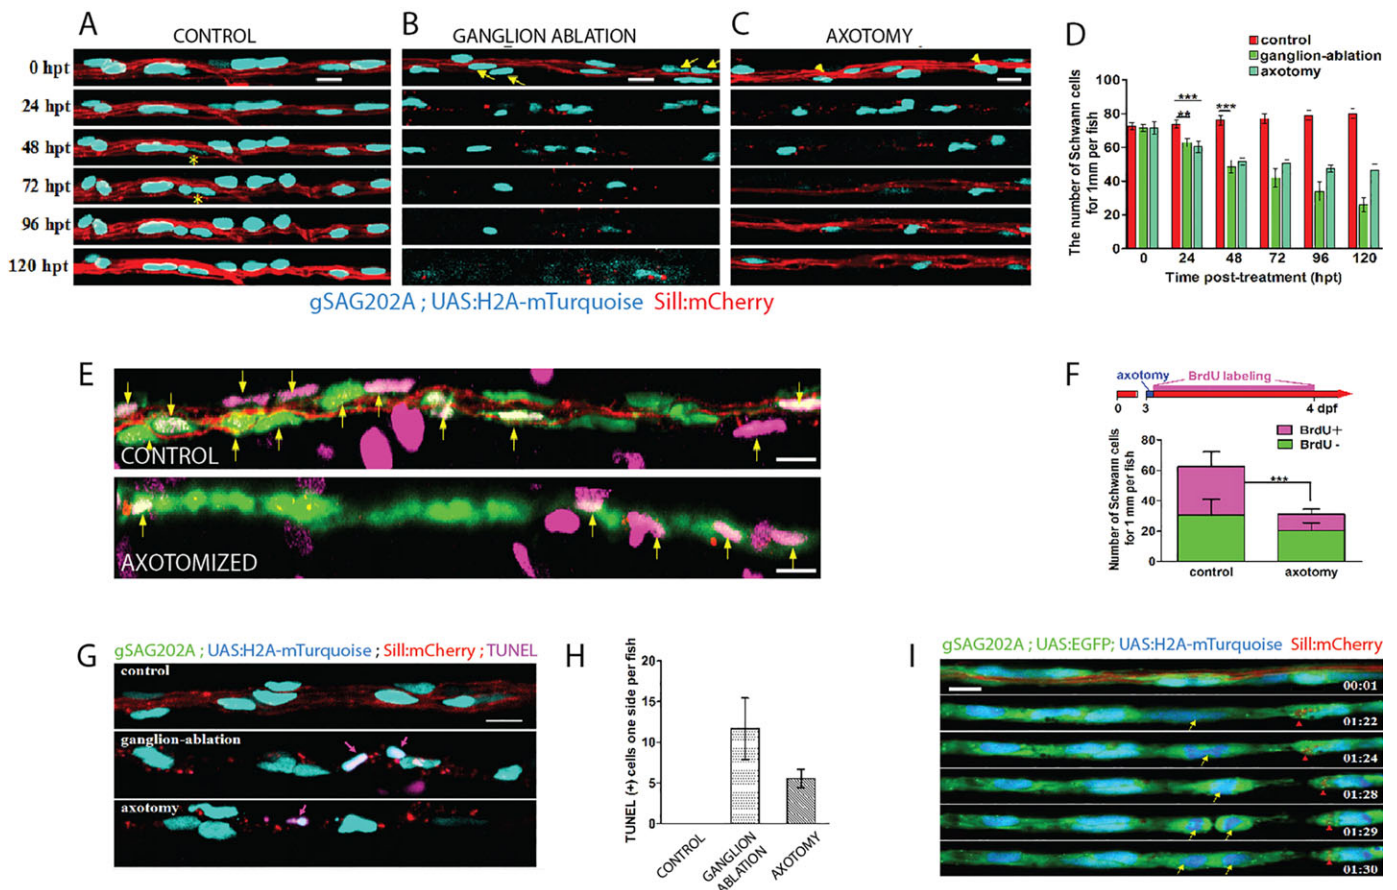 A
CONTROL
B
GANGLION ABLATION
C
AXOTOMY
0 hpt
24 hpt
48 hpt
72 hpt
96 hpt
120 hpt
*
*
gSAG202A ; UAS:H2A-mTurquoise Sill:mCherry
D
control
ganglion-ablation
axotomy
The number of Schwann cells
for 1mm per fish
100
80
60
40
20
0
***
**
***
0 24 48 72 96 120
Time post-treatment (hpt)
E
CONTROL
AXOTOMIZED
F
axotomy
BrdU labeling
0 3 4 dpf
BrdU+
BrdU -
Number of Schwann cells
for 1 mm per fish
80
60
40
20
0
***
control axotomy
G
gSAG202A ; UAS:H2A-mTurquoise ; Sill:mCherry ; TUNEL
control
ganglion-ablation
axotomy
H
TUNEL (+) cells one side per fish
20
15
10
5
0
CONTROL
GANGLION
ABLATION
AXOTOMY
I
gSAG202A ; UAS:EGFP; UAS:H2A-mTurquoise Sill:mCherry
00:01
01:22
01:24
01:28
01:29
01:30